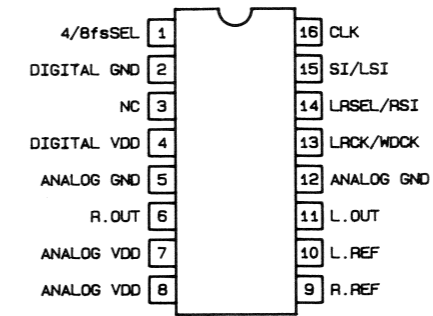 4/8fsSEL 1 16 CLK
DIGITAL GND 2 15 SI/LSI
NC 3 14 LRSEL/RSI
DIGITAL VDD 4 13 LRCK/WDCK
ANALOG GND 5 12 ANALOG GND
R.OUT 6 11 L.OUT
ANALOG VDD 7 10 L.REF
ANALOG VDD 8 9 R.REF